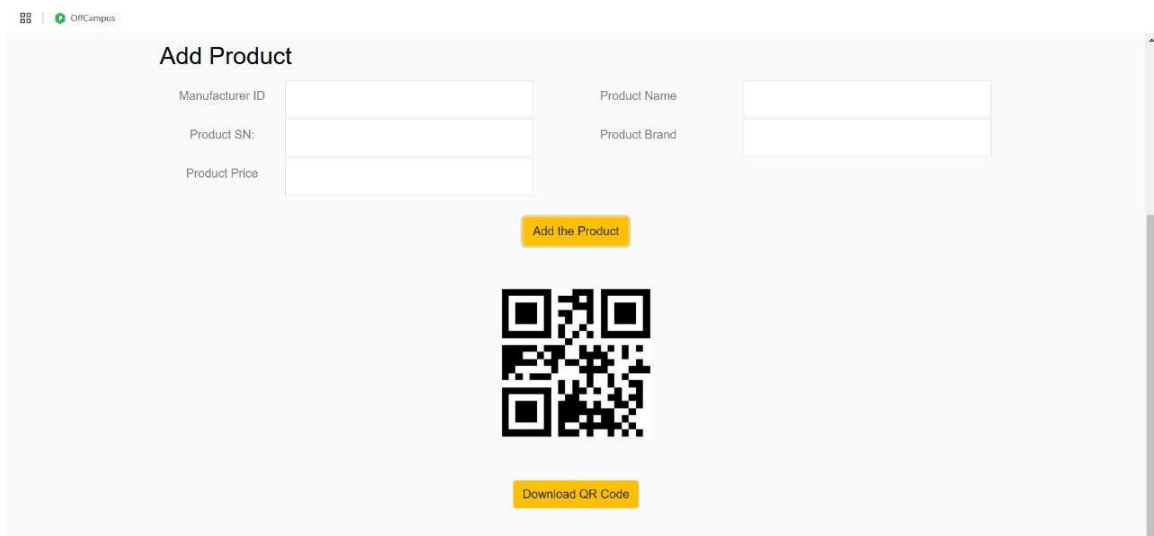 OffCampus
Add Product
Manufacturer ID
Product Name
Product SN:
Product Brand
Product Price
Add the Product
Download QR Code